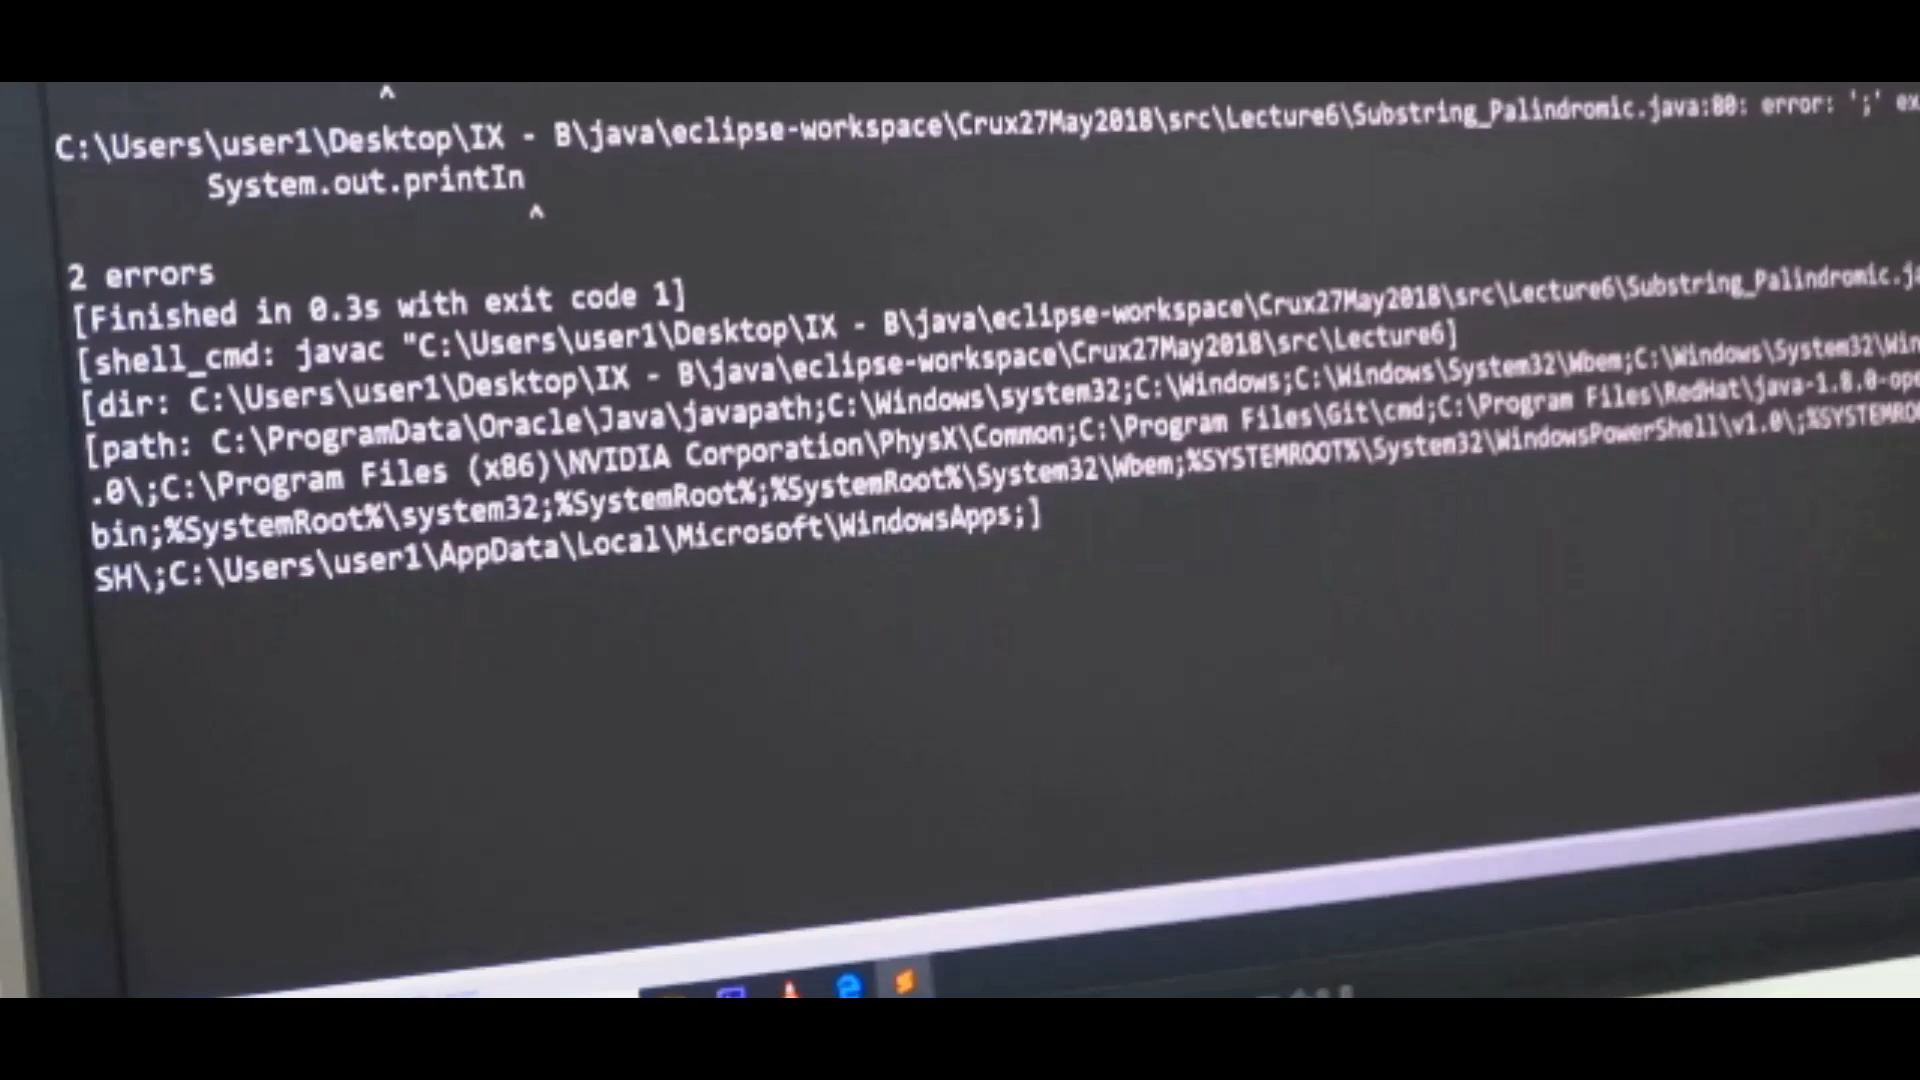 ^
C:\Users\user1\Desktop\IX - B\java\eclipse-workspace\Crux27May2018\src\Lecture6\Substring_Palindromic.java:80: error: ';' ex
System.out.printIn
^
2 errors
[Finished in 0.3s with exit code 1]
[shell_cmd: javac "C:\Users\user1\Desktop\IX - B\java\eclipse-workspace\Crux27May2018\src\Lecture6\Substring_Palindromic.ja
[dir: C:\Users\user1\Desktop\IX - B\java\eclipse-workspace\Crux27May2018\src\Lecture6]
[path: C:\ProgramData\Oracle\Java\javapath;C:\Windows\system32;C:\Windows;C:\Windows\System32\Wbem;C:\Windows\System32\Win
.0\;C:\Program Files (x86)\NVIDIA Corporation\PhysX\Common;C:\Program Files\Git\cmd;C:\Program Files\RedHat\java-1.8.0-ope
bin;%SystemRoot%\system32;%SystemRoot%;%SystemRoot%\System32\Wbem;%SYSTEMROOT%\System32\WindowsPowerShell\v1.0\;%SYSTEMRO
SH\;C:\Users\user1\AppData\Local\Microsoft\WindowsApps;]